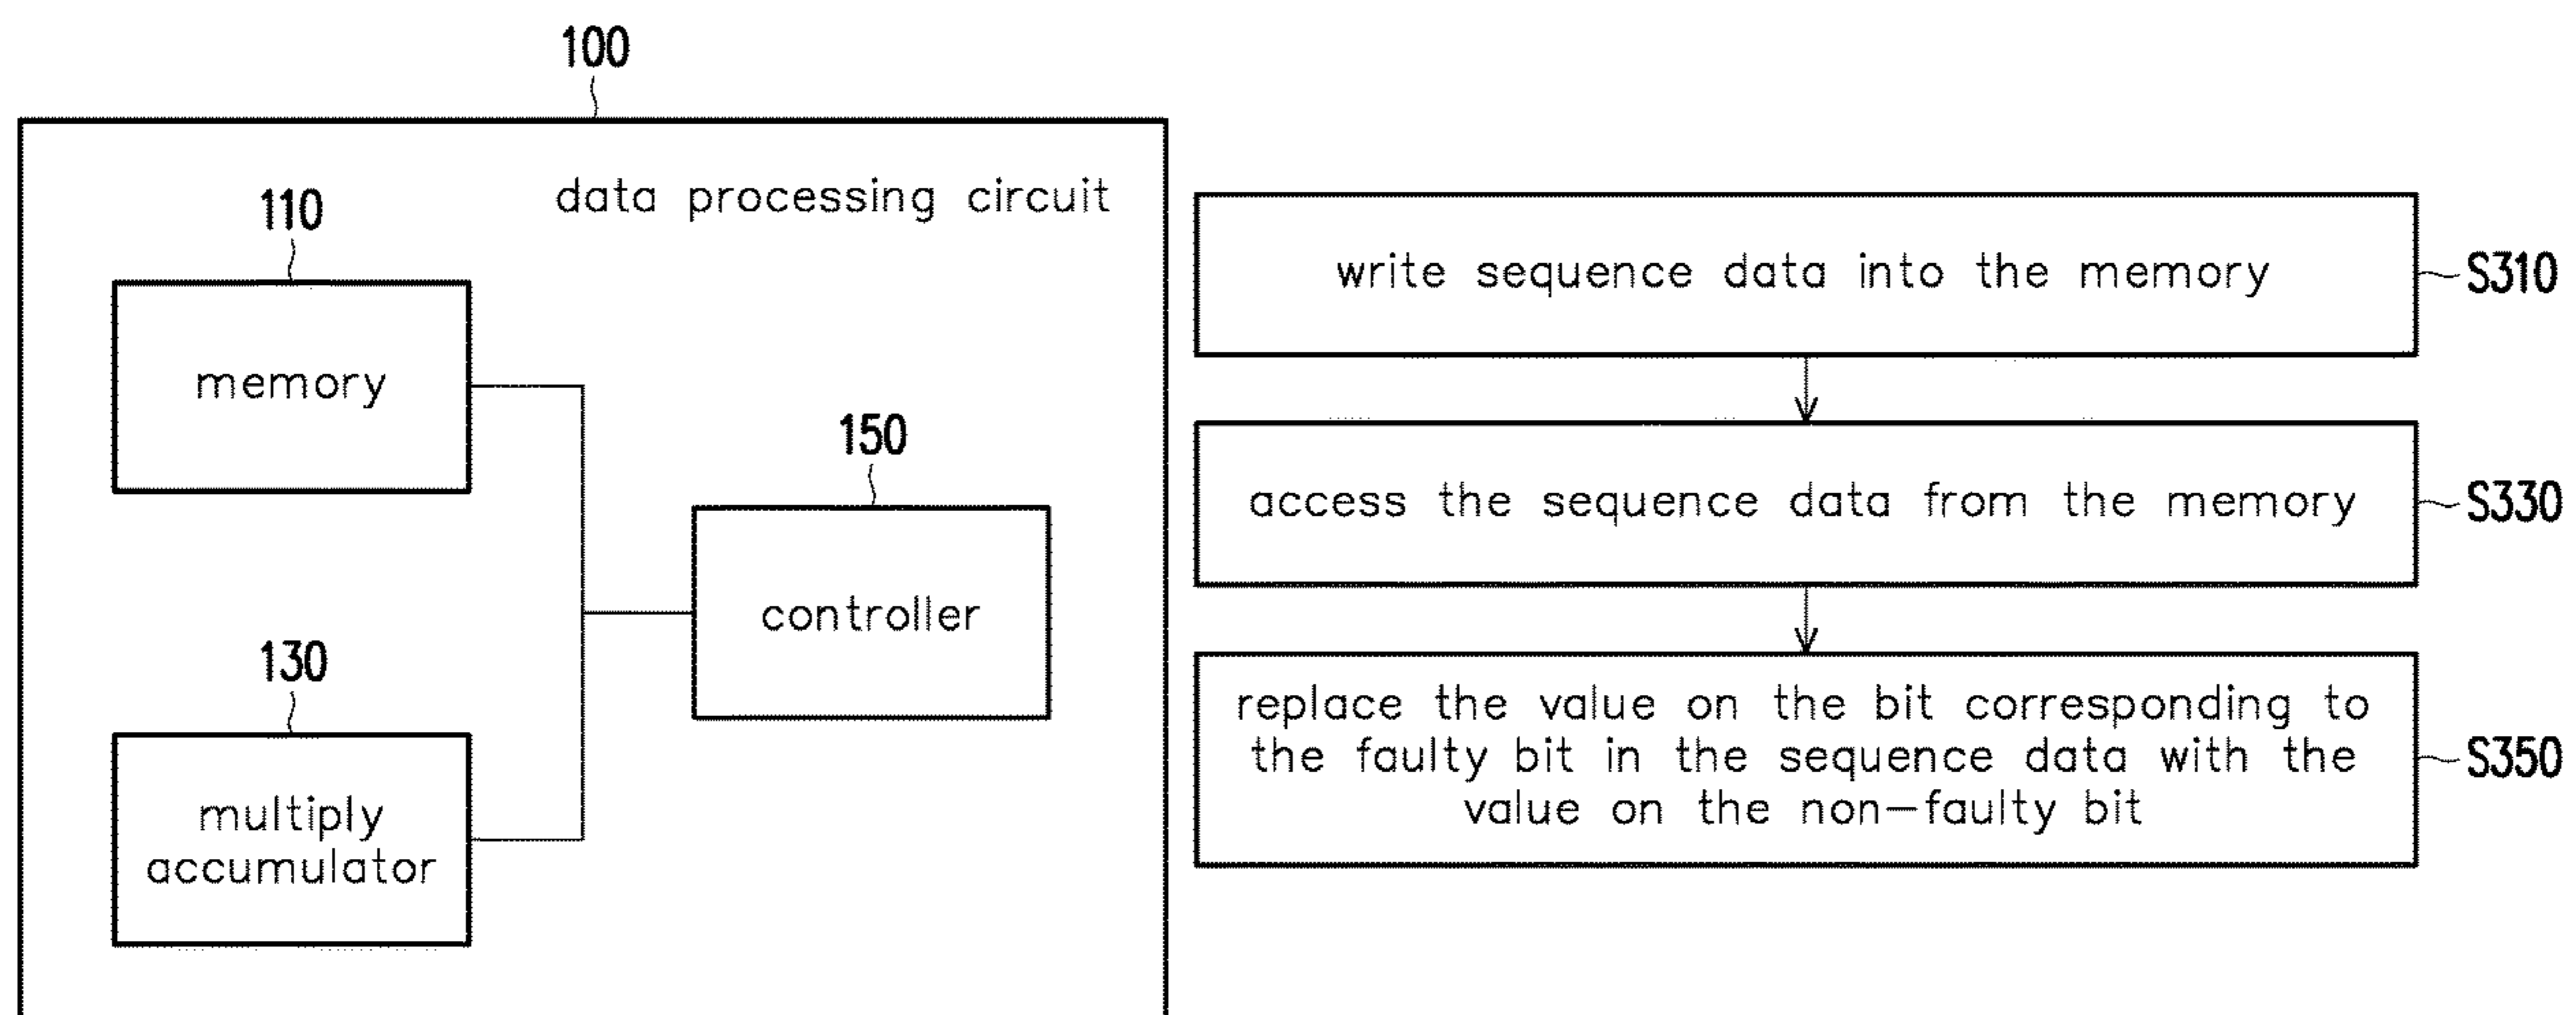 100
data processing circuit
110
memory
150
controller
130
multiply
accumulator
write sequence data into the memory
S310
access the sequence data from the memory
S330
replace the value on the bit corresponding to
the faulty bit in the sequence data with the
value on the non-faulty bit
S350